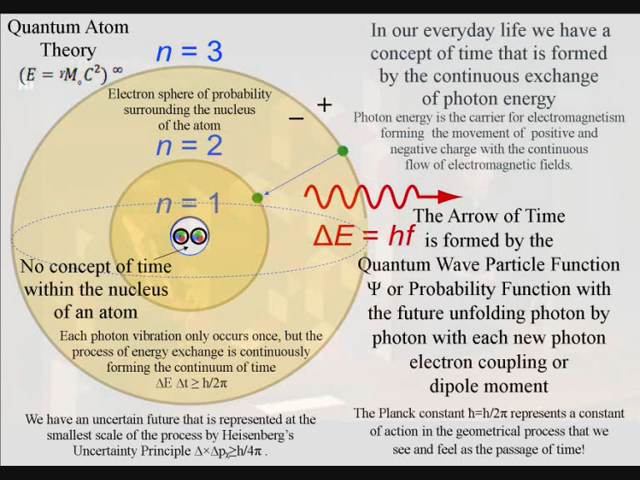 Quantum Atom
Theory
(E = γM˳C²) ∞
n = 3
Electron sphere of probability
surrounding the nucleus
of the atom
n = 2
n = 1
− +
No concept of time
within the nucleus
of an atom
Each photon vibration only occurs once, but the
process of energy exchange is continuously
forming the continuum of time
ΔE Δt ≥ h/2π
We have an uncertain future that is represented at the
smallest scale of the process by Heisenberg's
Uncertainty Principle Δ×Δpₓ≥h/4π .
In our everyday life we have a
concept of time that is formed
by the continuous exchange
of photon energy
Photon energy is the carrier for electromagnetism
forming the movement of positive and
negative charge with the continuous
flow of electromagnetic fields.
ΔE = hf
The Arrow of Time
is formed by the
Quantum Wave Particle Function
Ψ or Probability Function with
the future unfolding photon by
photon with each new photon
electron coupling or
dipole moment
The Planck constant ħ=h/2π represents a constant
of action in the geometrical process that we
see and feel as the passage of time!